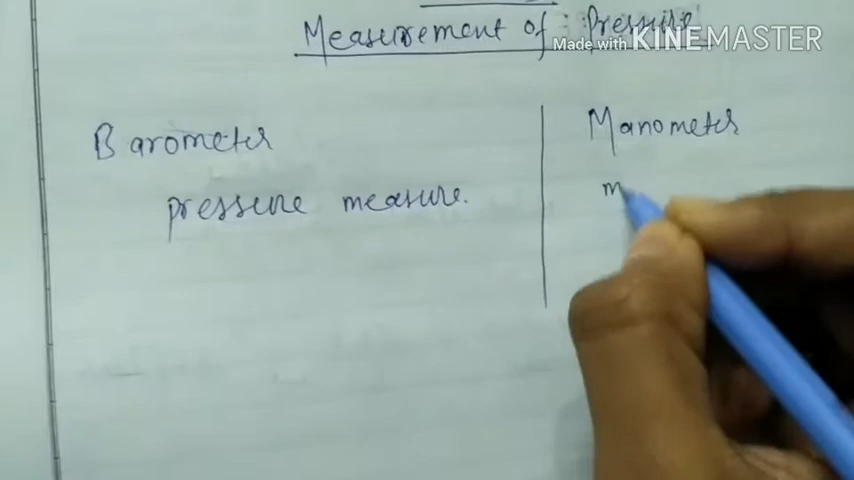 Measurement of : Pressure
Made with KINEMASTER
Barometer
Manometer
pressure measure.
m